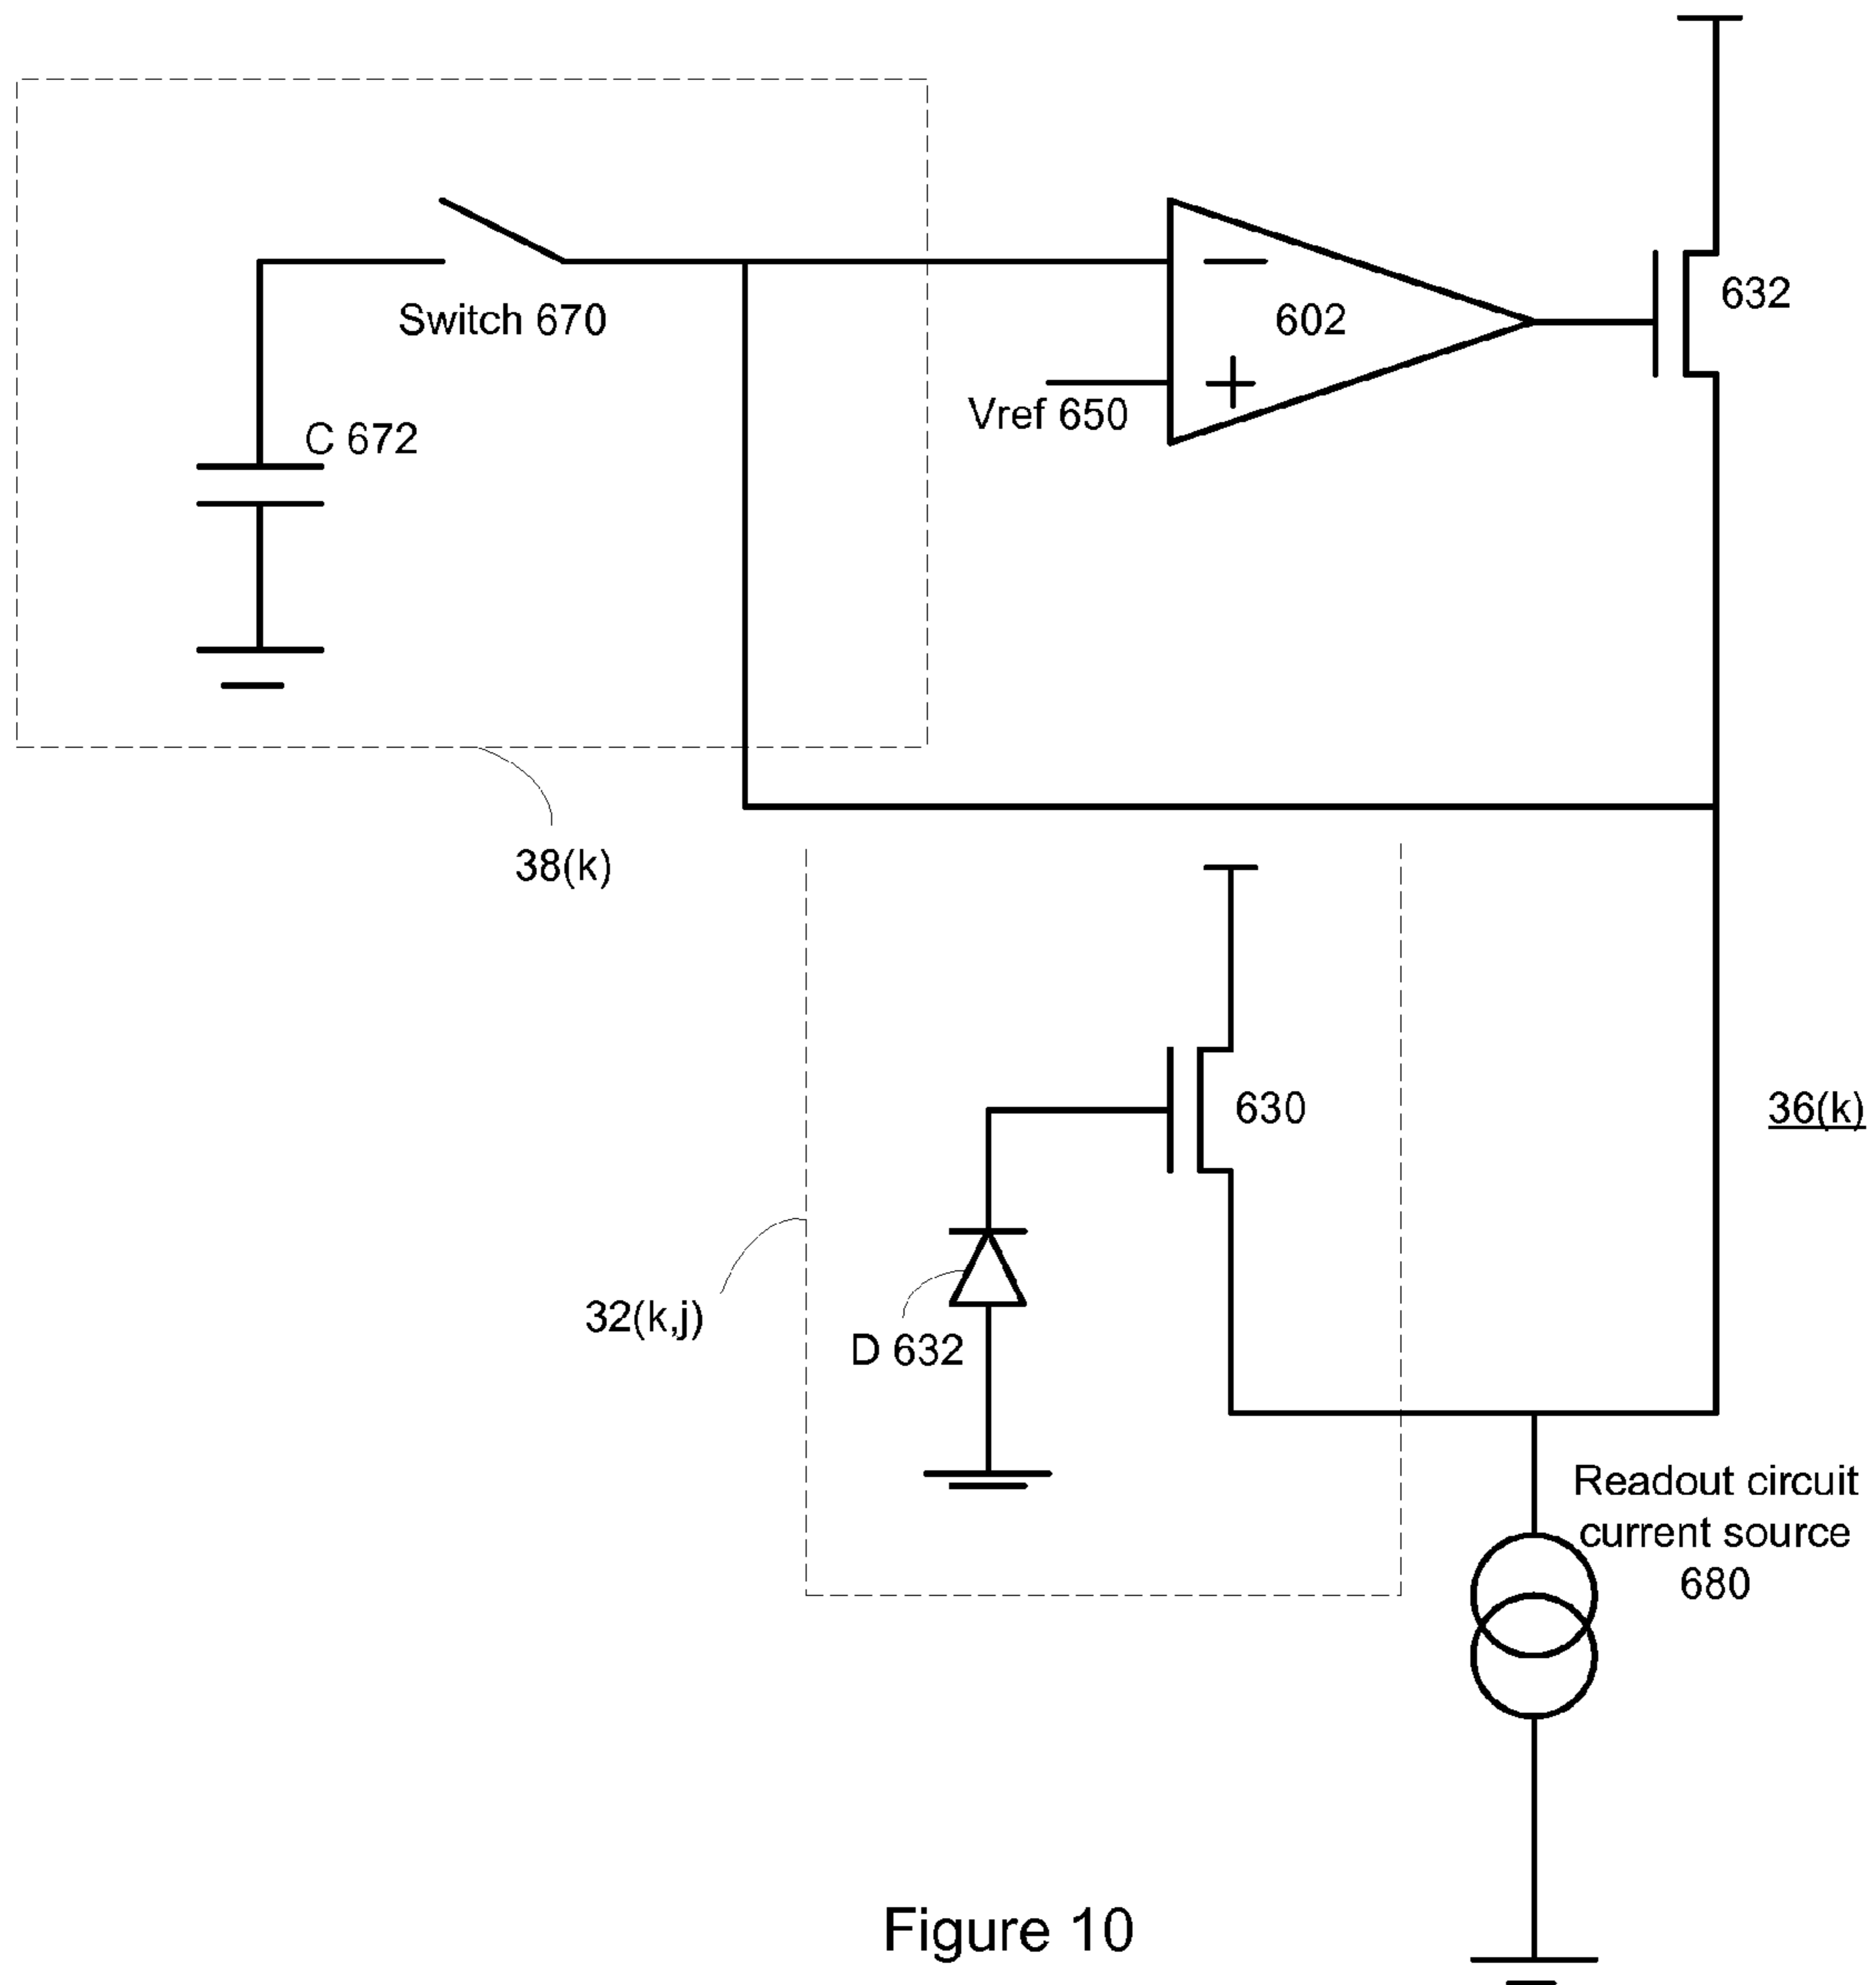 632
Switch 670
602
Vref 650
C 672
38(k)
630
36(k)
32(k,j)
D 632
Readout circuit
current source
680
Figure 10